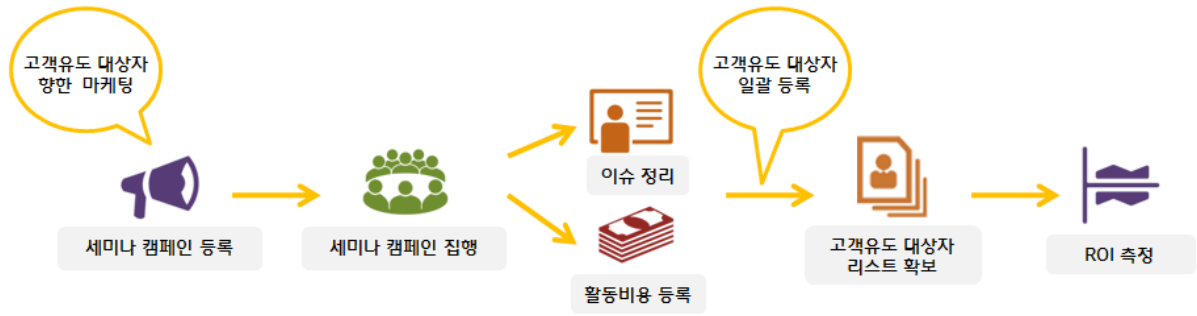 고객유도 대상자
향한 마케팅
세미나 캠페인 등록
세미나 캠페인 집행
이슈 정리
활동비용 등록
고객유도 대상자
일괄 등록
고객유도 대상자
리스트 확보
ROI 측정